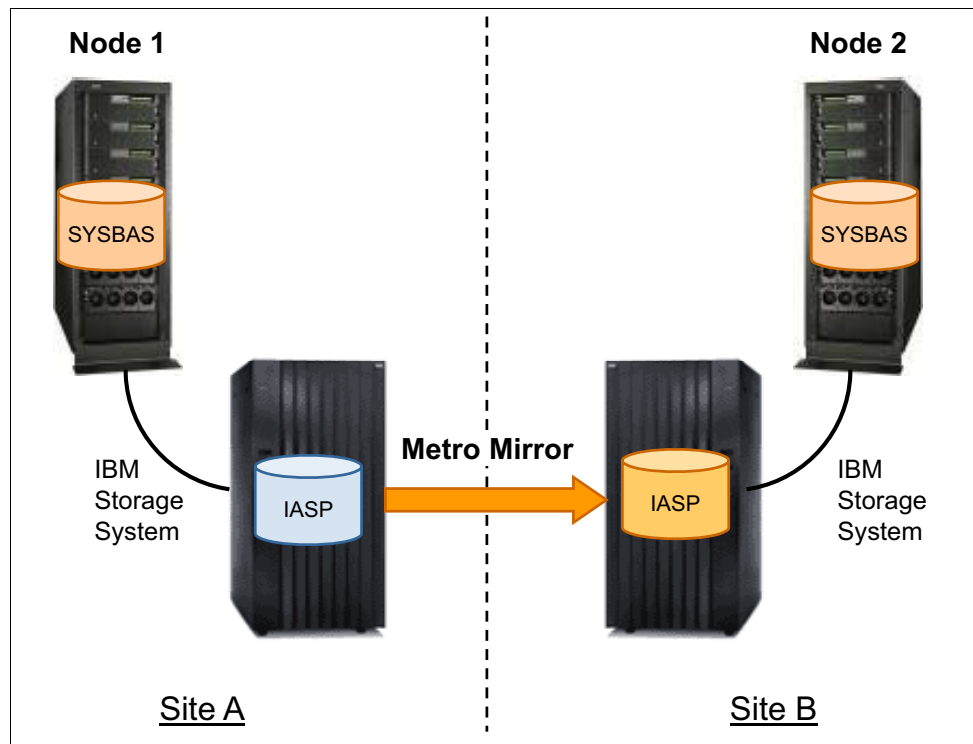 Node 1
Node 2
SYSBAS
SYSBAS
IBM
Storage
System
IASP
Metro Mirror
IASP
IBM
Storage
System
Site A
Site B